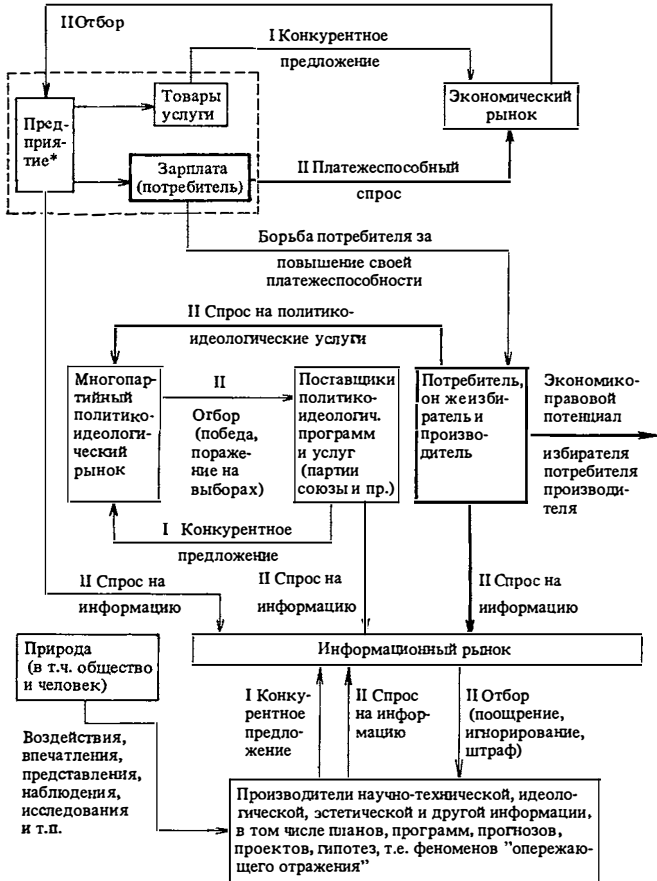 II Отбор
I Конкурентное
предложение
Товары
услуги
Экономический
рынок
Пред-
прия-
тие*
Зарплата
(потребитель)
II Платежеспособный
спрос
Борьба потребителя за
повышение своей
платежеспособности
II Спрос на политико-
идеологические услуги
Многопар-
тийный
политико-
идеологи-
ческий
рынок
II
Отбор
(победа,
пораже-
ние на
выборах)
Поставщики
политико-
идеологич.
программ
и услуг
(партии
союзы и пр.)
Потребитель,
он же изби-
ратель и
произво-
дитель
Экономико-
правовой
потенциал
избирателя
потребителя
производи-
теля
I Конкурентное
предложение
II Спрос на
информацию
II Спрос на
информацию
II Спрос на
информацию
Информационный рынок
Природа
(в т.ч. общество
и человек)
I Конку-
рентное
предло-
жение
II Спрос
на инфор-
мацию
II Отбор
(поощрение,
игнорирование,
штраф)
Воздействия,
впечатления,
представления,
наблюдения,
исследования
и т.п.
Производители научно-технической, идеоло-
гической, эстетической и другой информации,
в том числе планов, программ, прогнозов,
проектов, гипотез, т.е. феноменов "опережаю-
щего отражения"